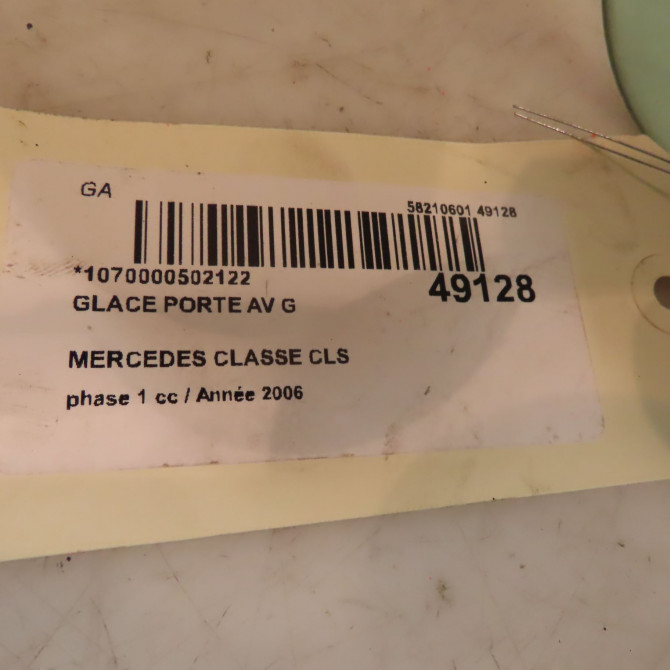 GA
58210601 49128
*1070000502122
49128
GLACE PORTE AV G
MERCEDES CLASSE CLS
phase 1 cc / Année 2006